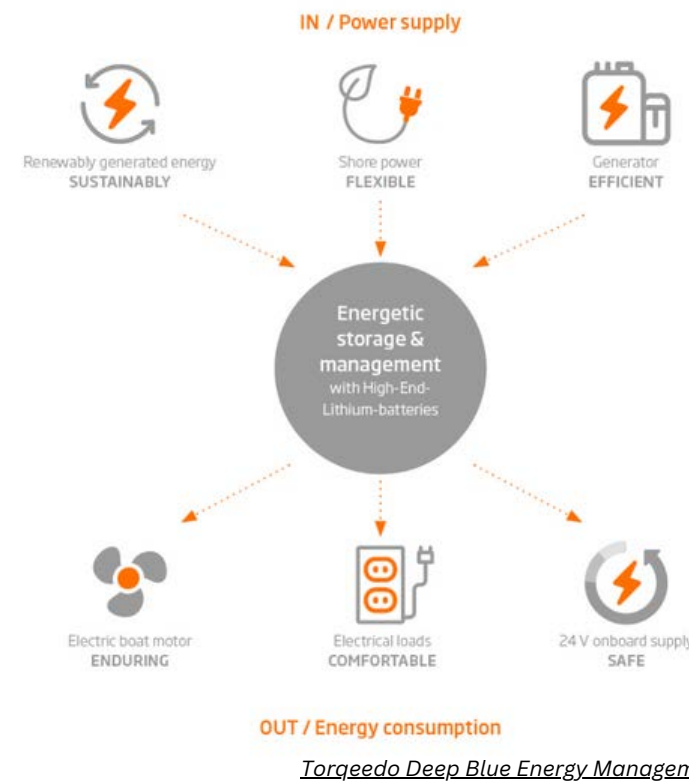 IN / Power supply
Renewably generated energy
SUSTAINABLY
Shore power
FLEXIBLE
Generator
EFFICIENT
Energetic
storage &
management
with High-End-
Lithium-batteries
Electric boat motor
ENDURING
Electrical loads
COMFORTABLE
24 V onboard supply
SAFE
OUT / Energy consumption
Torqeedo Deep Blue Energy Managem